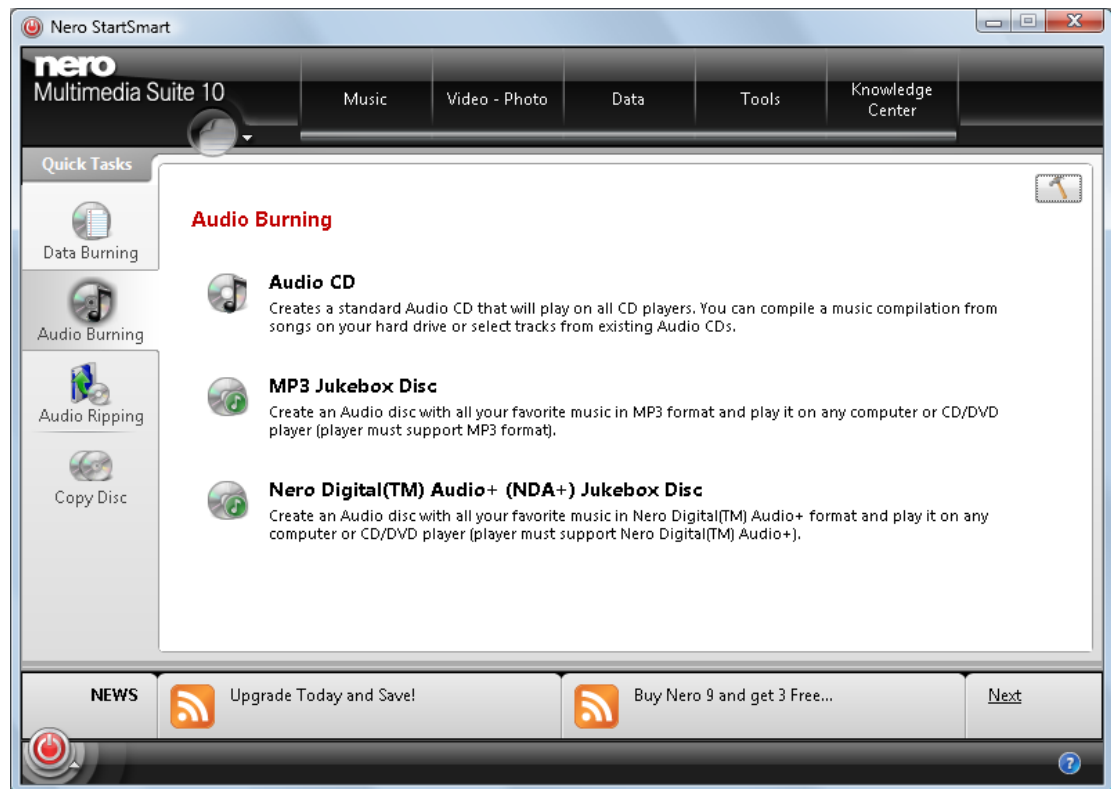 Nero StartSmart
nero
Multimedia Suite 10
Music
Video - Photo
Data
Tools
Knowledge
Center
Quick Tasks
Data Burning
Audio Burning
Audio Ripping
Copy Disc
Audio Burning
Audio CD
Creates a standard Audio CD that will play on all CD players. You can compile a music compilation from
songs on your hard drive or select tracks from existing Audio CDs.
MP3 Jukebox Disc
Create an Audio disc with all your favorite music in MP3 format and play it on any computer or CD/DVD
player (player must support MP3 format).
Nero Digital(TM) Audio+ (NDA+) Jukebox Disc
Create an Audio disc with all your favorite music in Nero Digital(TM) Audio+ format and play it on any
computer or CD/DVD player (player must support Nero Digital(TM) Audio+).
NEWS
Upgrade Today and Save!
Buy Nero 9 and get 3 Free...
Next
?